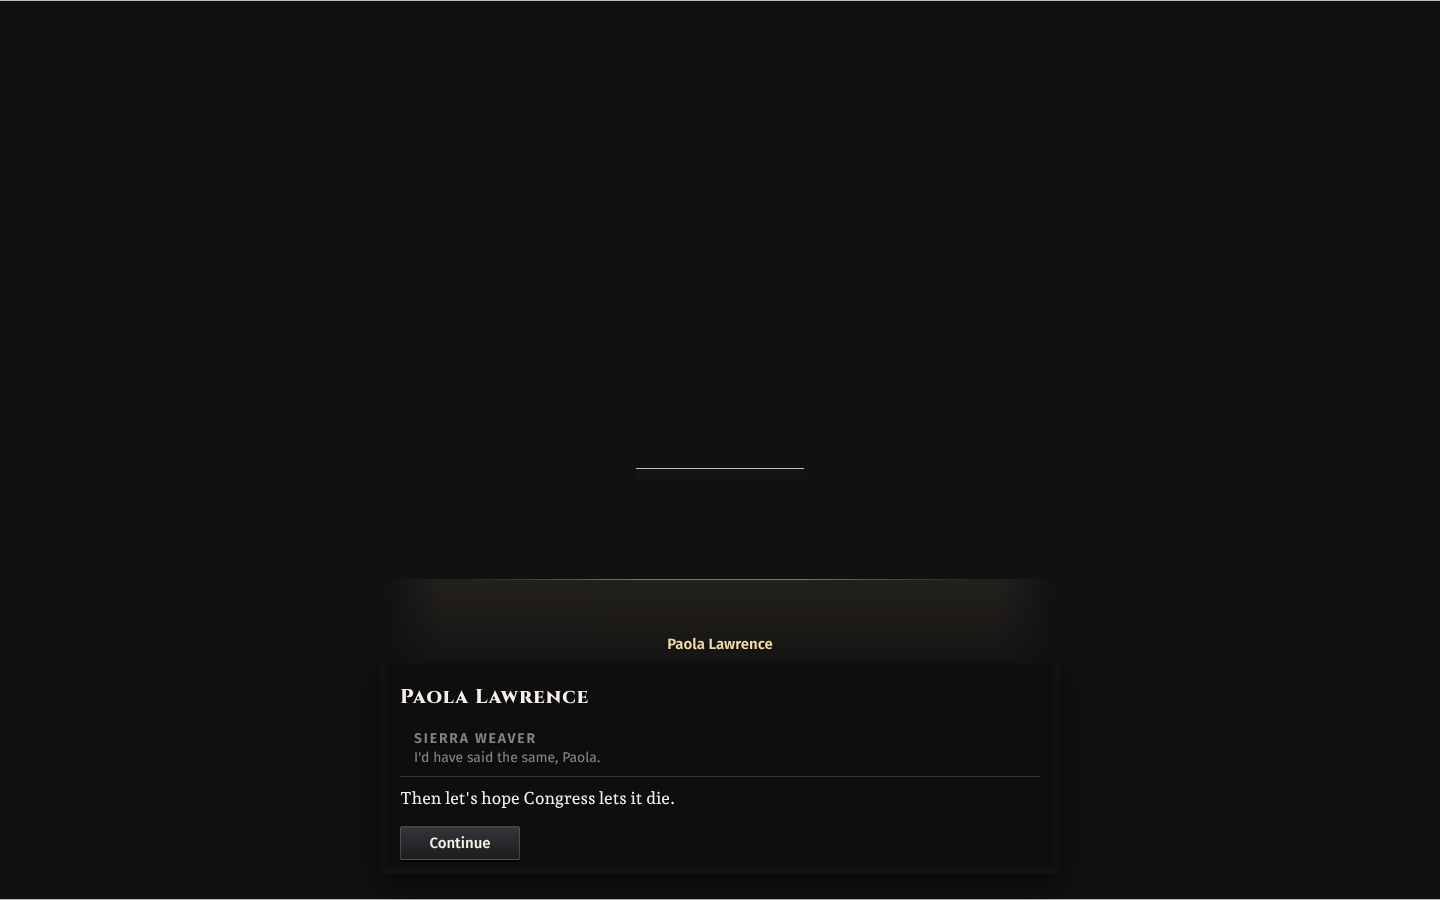 Paola Lawrence
Paola Lawrence
SIERRA WEAVER
I'd have said the same, Paola.
Then let's hope Congress lets it die.
Continue